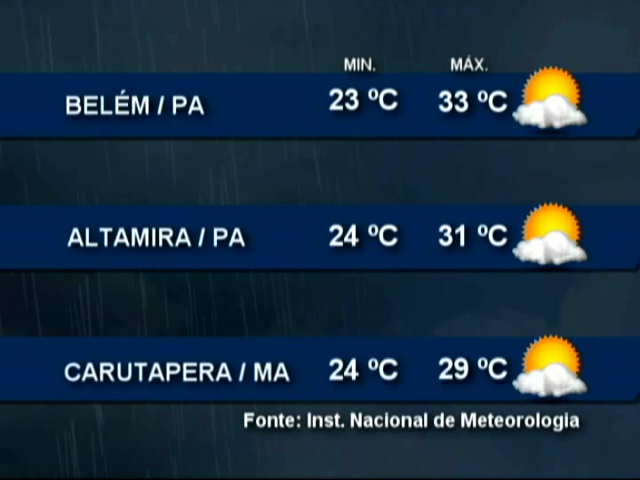 MIN. MÁX.
BELÉM / PA 23 ºC 33 ºC
ALTAMIRA / PA 24 ºC 31 ºC
CARUTAPERA / MA 24 ºC 29 ºC
Fonte: Inst. Nacional de Meteorologia